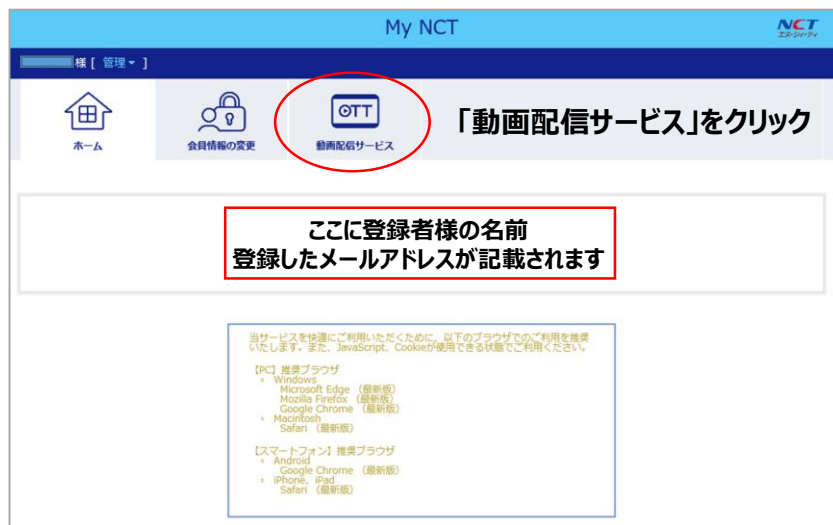 My NCT
NCT
エヌ・シィ・ティ
様 [ 管理 ]
ホーム
会員情報の変更
OTT
動画配信サービス
「動画配信サービス」をクリック
ここに登録者様の名前
登録したメールアドレスが記載されます
当サービスを快適にご利用いただくために、以下のブラウザでのご利用を推奨
いたします。また、JavaScript、Cookieが使用できる状態でご利用ください。
【PC】推奨ブラウザ
Windows
Microsoft Edge （最新版）
Mozilla Firefox （最新版）
Google Chrome （最新版）
Macintosh
Safari （最新版）
【スマートフォン】推奨ブラウザ
Android
Google Chrome （最新版）
iPhone、iPad
Safari （最新版）